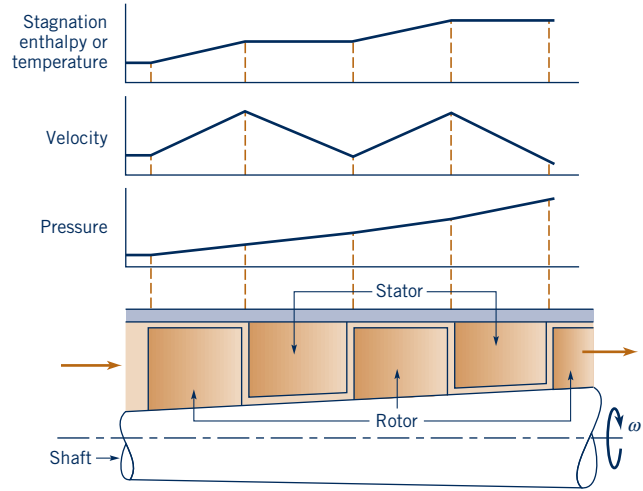 Stagnation
enthalpy or
temperature
Velocity
Pressure
Stator
Rotor
ω
Shaft